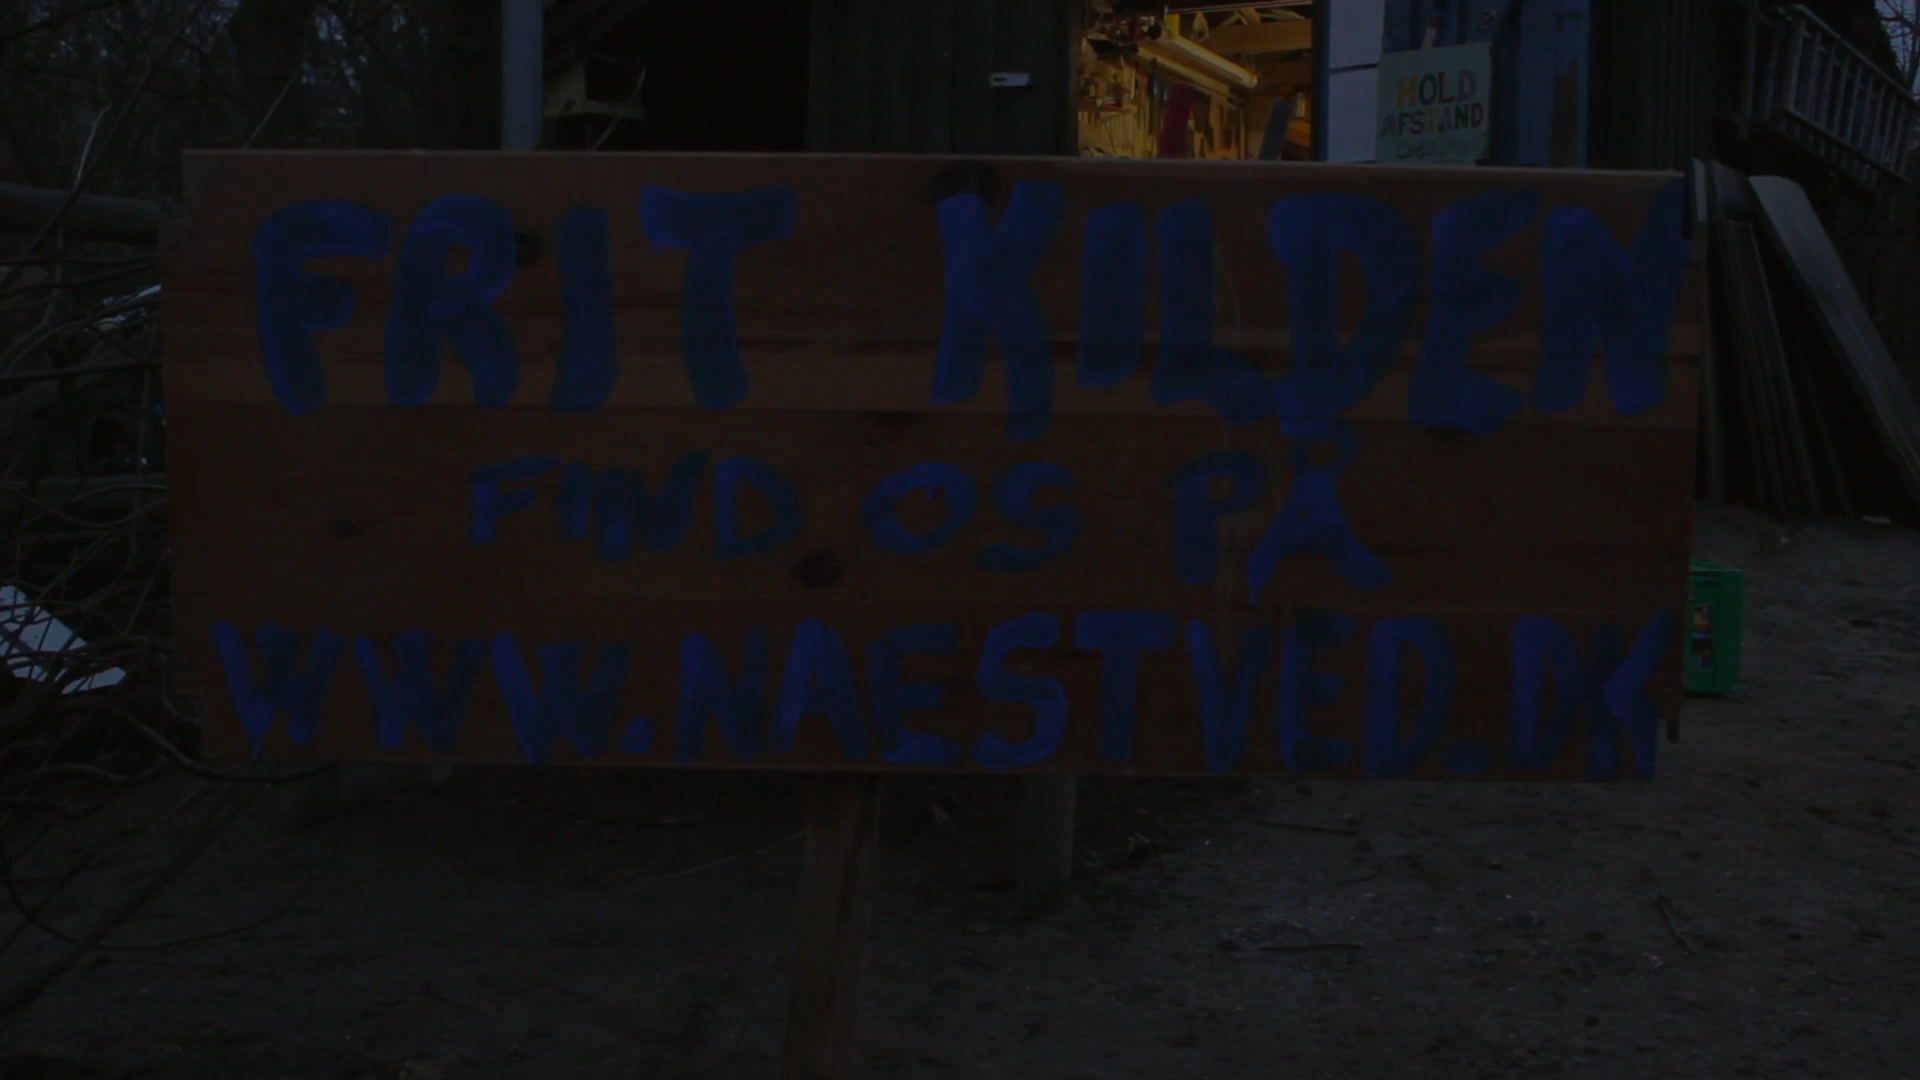 HOLD
AFSTAND
FRIT KILDEN
FIND OS PÅ
WWW.NAESTVED.DK